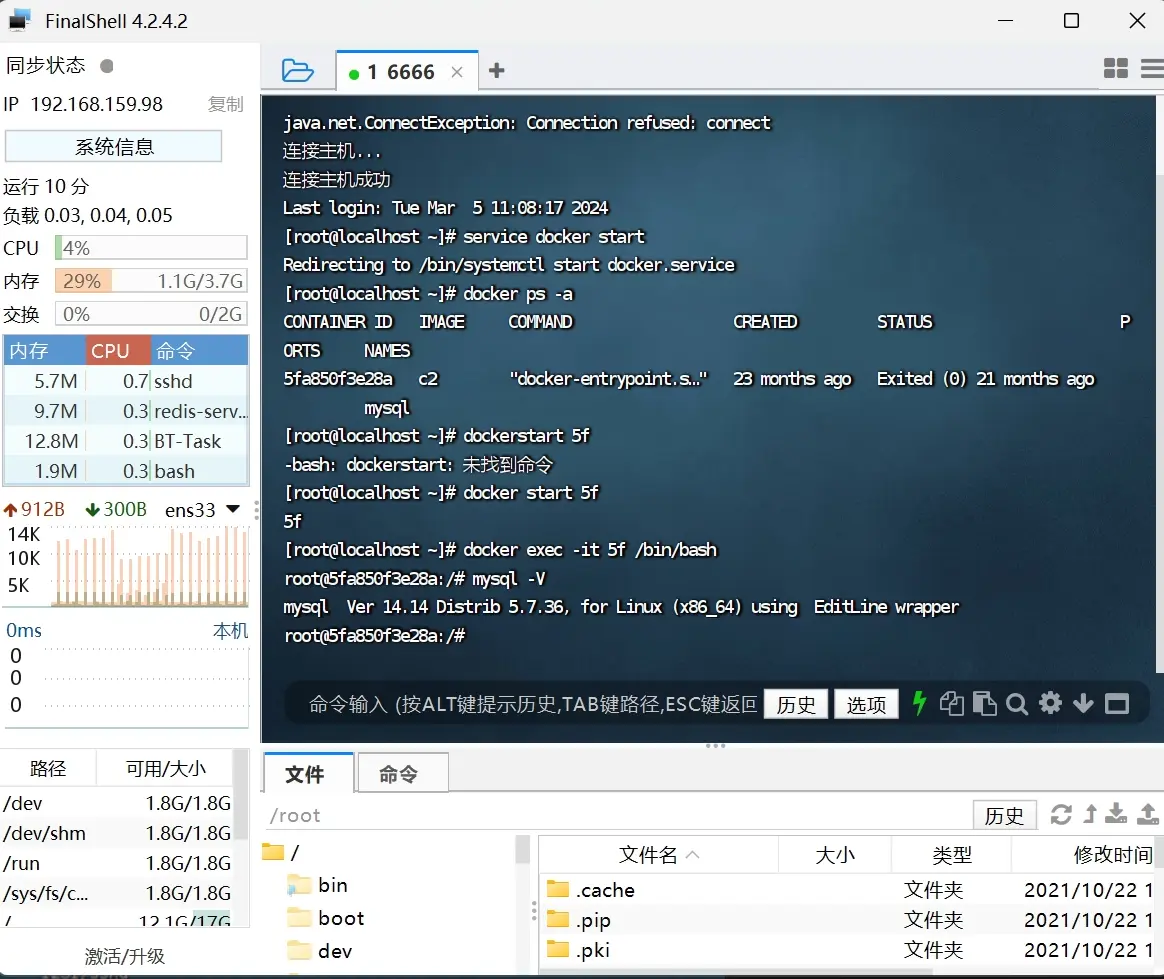 FinalShell 4.2.4.2
同步状态
IP 192.168.159.98 复制
系统信息
运行 10 分
负载 0.03, 0.04, 0.05
CPU 4%
内存 29% 1.1G/3.7G
交换 0% 0/2G
内存 CPU 命令
5.7M 0.7 sshd
9.7M 0.3 redis-serv...
12.8M 0.3 BT-Task
1.9M 0.3 bash
912B 300B ens33
14K
10K
5K
0ms 本机
0
0
0
路径 可用/大小
/dev 1.8G/1.8G
/dev/shm 1.8G/1.8G
/run 1.8G/1.8G
/sys/fs/c... 1.8G/1.8G
/ 12.1G/17G
激活/升级
1 6666
java.net.ConnectException: Connection refused: connect
连接主机...
连接主机成功
Last login: Tue Mar  5 11:08:17 2024
[root@localhost ~]# service docker start
Redirecting to /bin/systemctl start docker.service
[root@localhost ~]# docker ps -a
CONTAINER ID   IMAGE     COMMAND                  CREATED         STATUS                     P
ORTS     NAMES
5fa850f3e28a   c2        "docker-entrypoint.s…"   23 months ago   Exited (0) 21 months ago
         mysql
[root@localhost ~]# dockerstart 5f
-bash: dockerstart: 未找到命令
[root@localhost ~]# docker start 5f
5f
[root@localhost ~]# docker exec -it 5f /bin/bash
root@5fa850f3e28a:/# mysql -V
mysql  Ver 14.14 Distrib 5.7.36, for Linux (x86_64) using  EditLine wrapper
root@5fa850f3e28a:/#
命令输入 (按ALT键提示历史,TAB键路径,ESC键返回 历史 选项
文件 命令
/root 历史
/
bin
boot
dev
文件名 大小 类型 修改时间
.cache 文件夹 2021/10/22 1
.pip 文件夹 2021/10/22 1
.pki 文件夹 2021/10/22 1